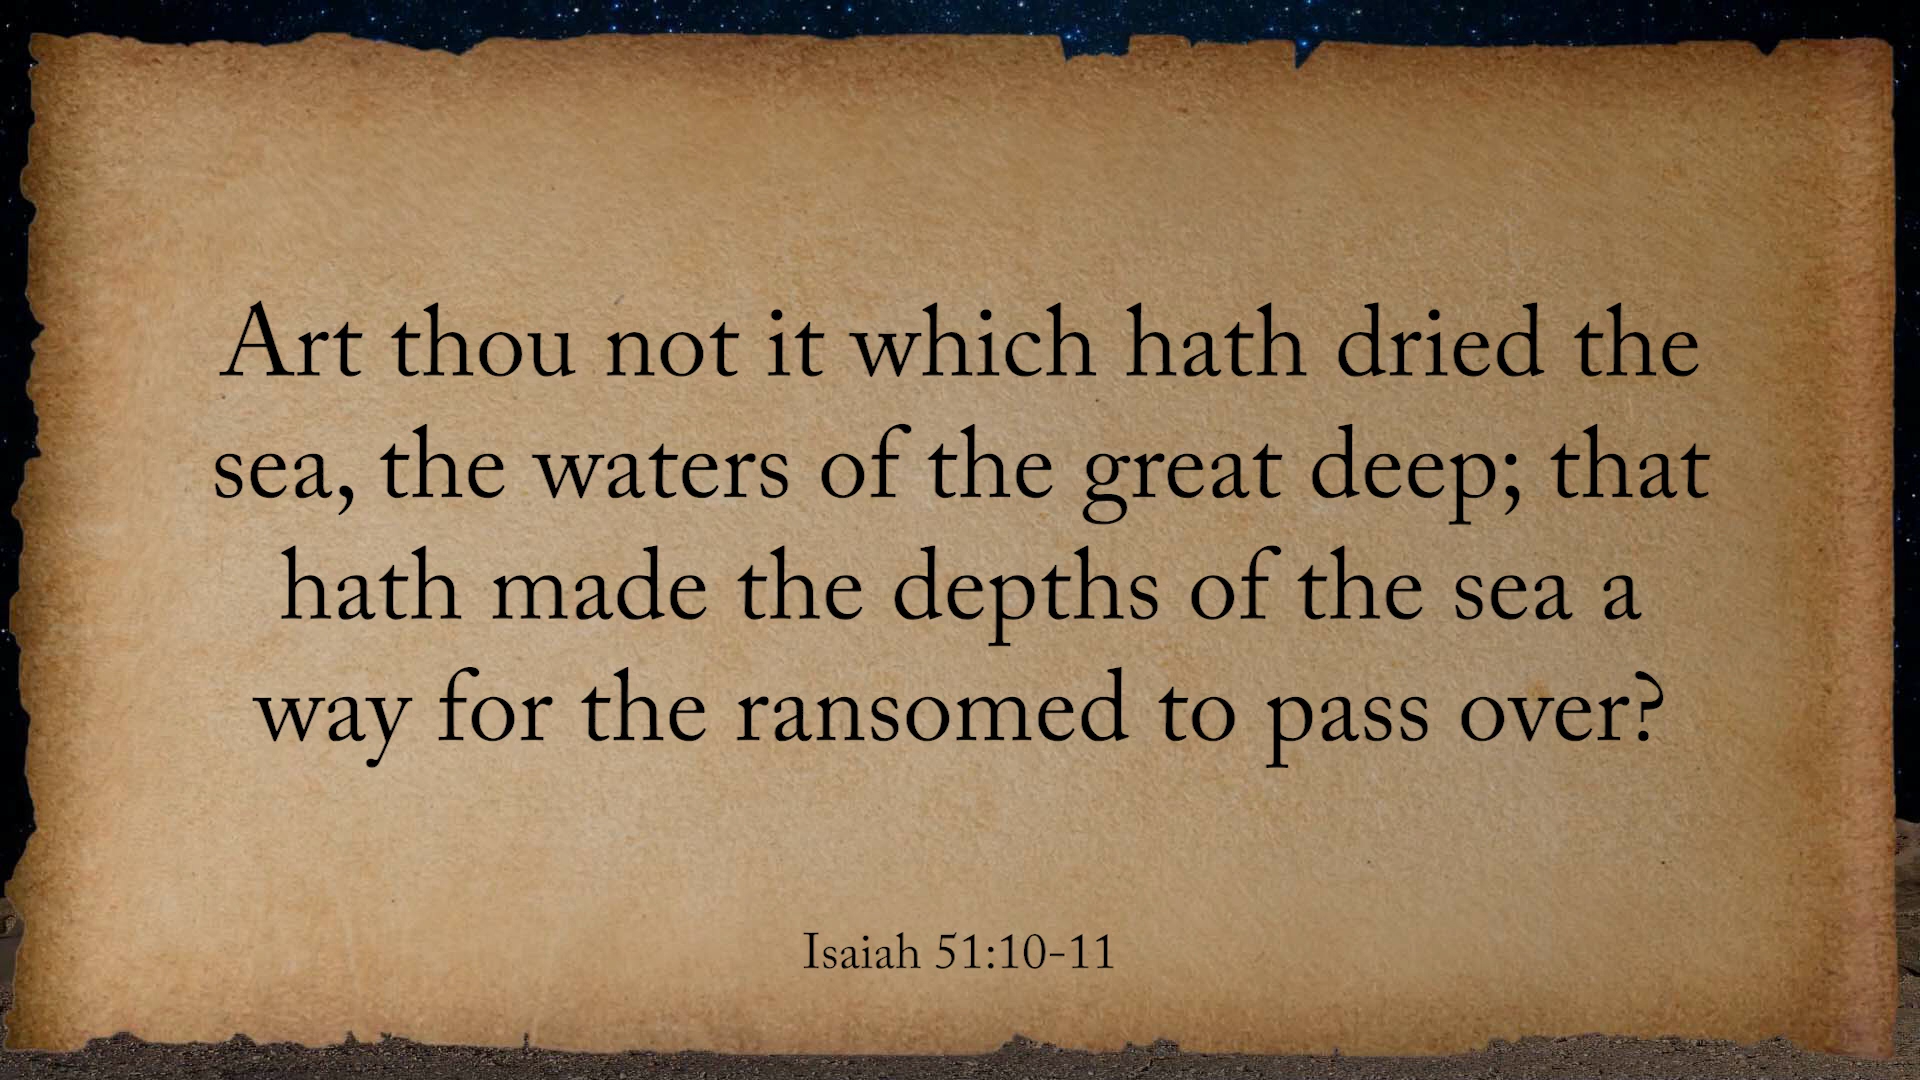 Art thou not it which hath dried the
sea, the waters of the great deep; that
hath made the depths of the sea a
way for the ransomed to pass over?
Isaiah 51:10-11